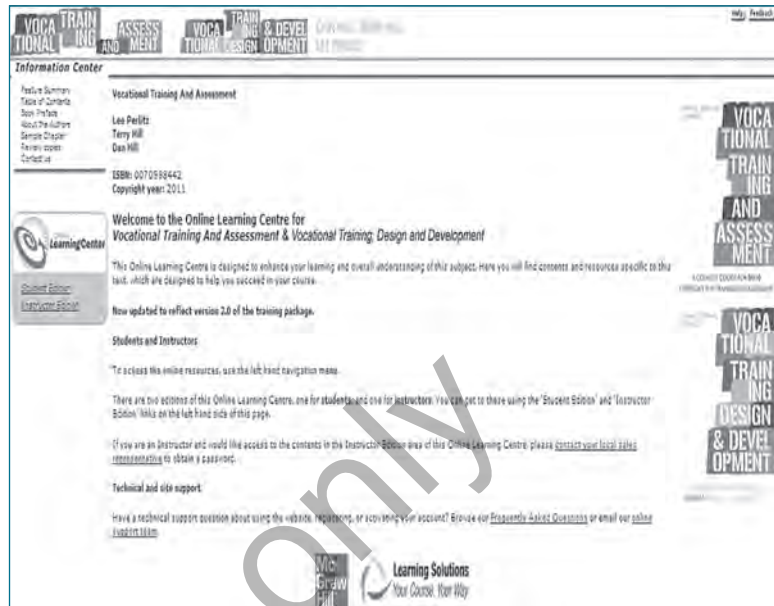 VOCA
TIONAL
TRAIN
ING
AND
ASSESS
MENT
VOCA
TIONAL
TRAIN
ING
DESIGN
& DEVEL
OPMENT
Help Feedback
Information Center
Feature Summary
Table of Contents
Book Preface
About the Authors
Sample Chapter
Review copies
Contact us
Vocational Training And Assessment
Lee Perlitz
Terry Hill
Dan Hill
ISBN: 0070998442
Copyright year: 2011
LearningCenter
Student Edition
Instructor Edition
Welcome to the Online Learning Centre for
Vocational Training And Assessment & Vocational Training: Design and Development
This Online Learning Centre is designed to enhance your learning and overall understanding of this subject. Here you will find contents and resources specific to this
text, which are designed to help you succeed in your course.
Now updated to reflect version 2.0 of the training package.
Students and Instructors
To access the online resources, use the left hand navigation menu.
There are two editions of this Online Learning Centre, one for students and one for instructors. You can get to these using the 'Student Edition' and 'Instructor
Edition' links on the left hand side of this page.
If you are an Instructor and would like access to the contents in the Instructor Edition area of this Online Learning Centre, please contact your local sales
representative to obtain a password.
Technical and site support
Have a technical support question about using the website, registering, or activating your account? Browse our Frequently Asked Questions or email our online
support team.
VOCA
TIONAL
TRAIN
ING
AND
ASSESS
MENT
VOCA
TIONAL
TRAIN
ING
DESIGN
& DEVEL
OPMENT
Mc
Graw
Hill
Learning Solutions
Your Course. Your Way
only